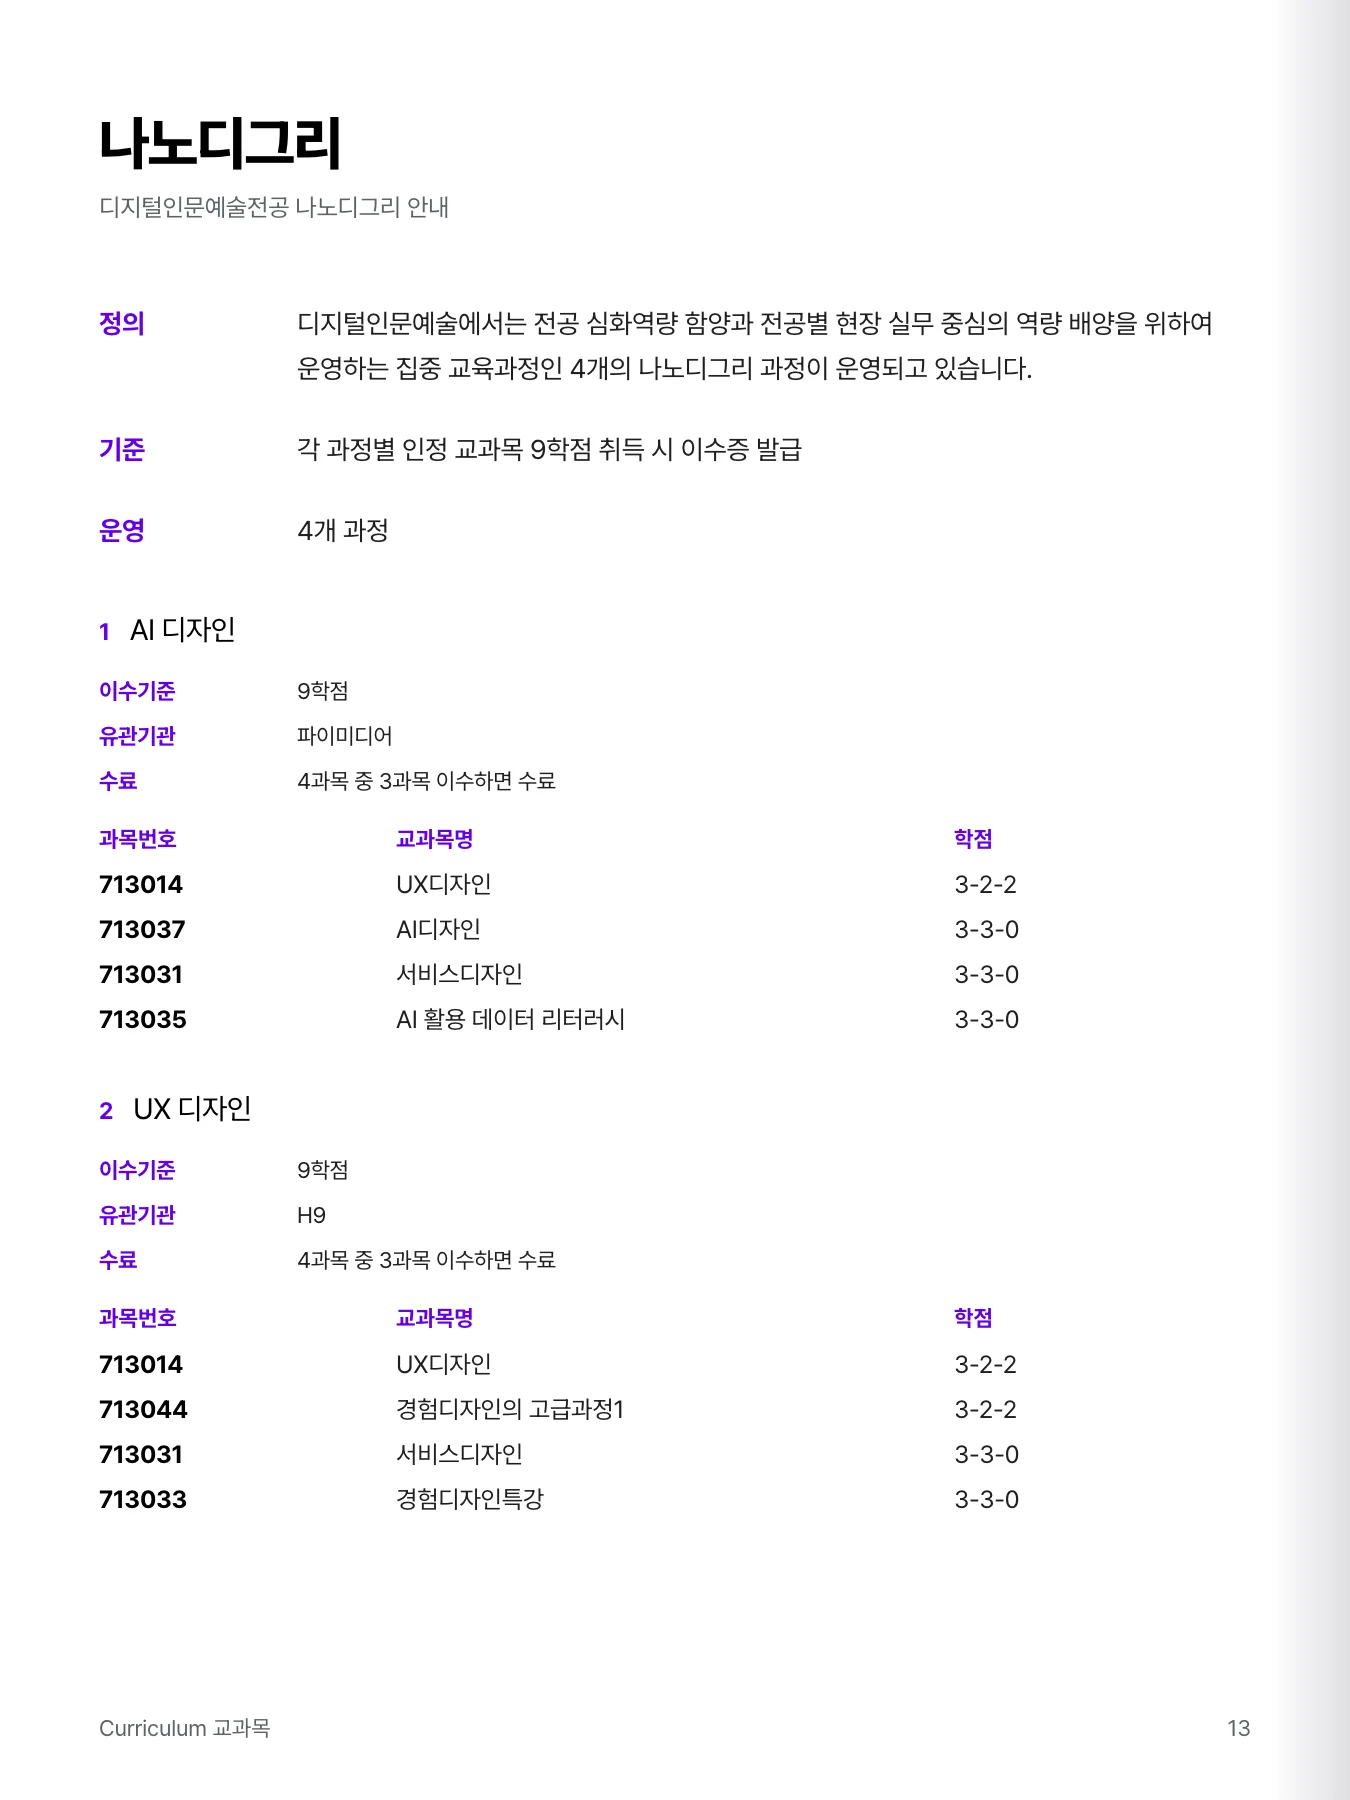 나노디그리
디지털인문예술전공 나노디그리 안내
정의 디지털인문예술에서는 전공 심화역량 함양과 전공별 현장 실무 중심의 역량 배양을 위하여
운영하는 집중 교육과정인 4개의 나노디그리 과정이 운영되고 있습니다.
기준 각 과정별 인정 교과목 9학점 취득 시 이수증 발급
운영 4개 과정
1 AI 디자인
이수기준 9학점
유관기관 파이미디어
수료 4과목 중 3과목 이수하면 수료
과목번호 교과목명 학점
713014 UX디자인 3-2-2
713037 AI디자인 3-3-0
713031 서비스디자인 3-3-0
713035 AI 활용 데이터 리터러시 3-3-0
2 UX 디자인
이수기준 9학점
유관기관 H9
수료 4과목 중 3과목 이수하면 수료
과목번호 교과목명 학점
713014 UX디자인 3-2-2
713044 경험디자인의 고급과정1 3-2-2
713031 서비스디자인 3-3-0
713033 경험디자인특강 3-3-0
Curriculum 교과목 13